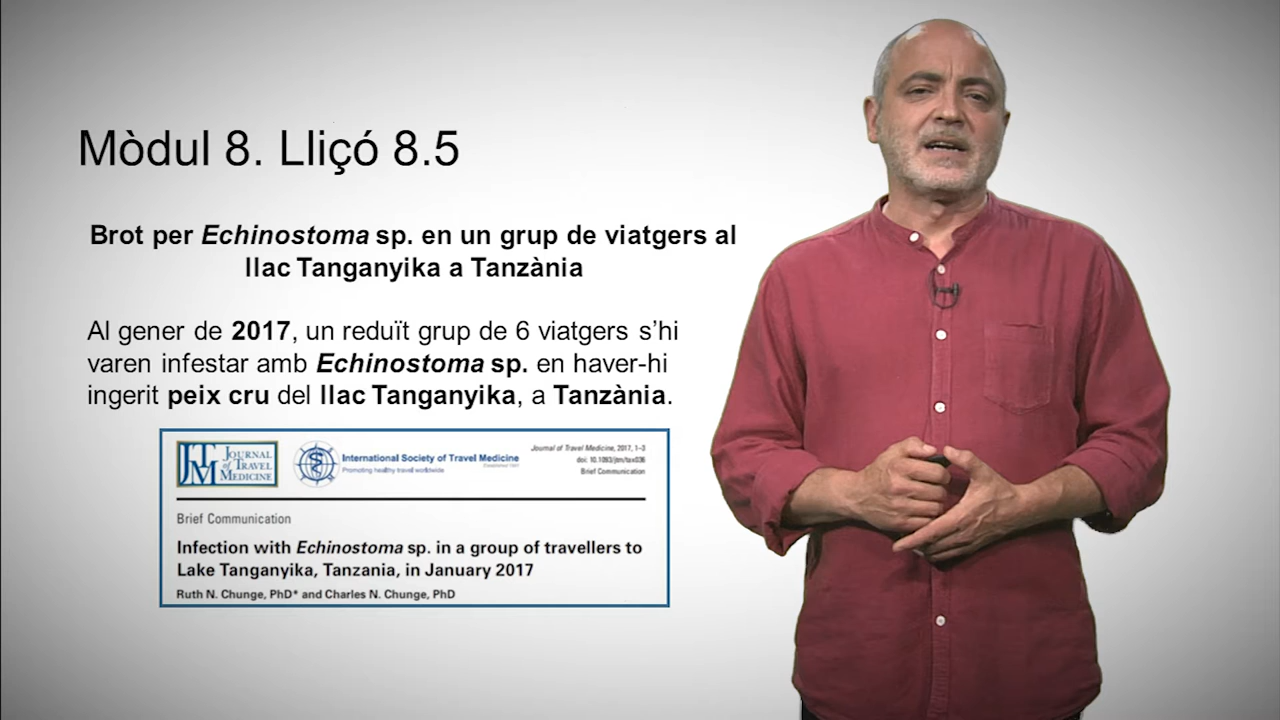 Mòdul 8. Lliçó 8.5
Brot per Echinostoma sp. en un grup de viatgers al
llac Tanganyika a Tanzània
Al gener de 2017, un reduït grup de 6 viatgers s’hi
varen infestar amb Echinostoma sp. en haver-hi
ingerit peix cru del llac Tanganyika, a Tanzània.
JTM
JOURNAL
of TRAVEL
MEDICINE
International Society of Travel Medicine
Promoting healthy travel worldwide
Established 1991
Journal of Travel Medicine, 2017, 1–3
doi: 10.1093/jtm/tax036
Brief Communication
Brief Communication
Infection with Echinostoma sp. in a group of travellers to
Lake Tanganyika, Tanzania, in January 2017
Ruth N. Chunge, PhD* and Charles N. Chunge, PhD